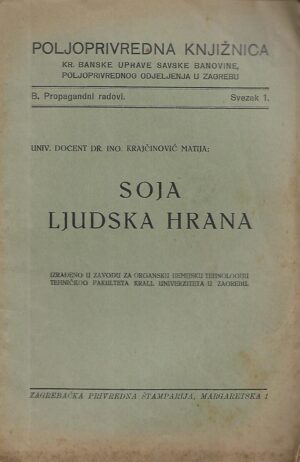 POLJOPRIVREDNA KNJIŽNICA
KR. BANSKE UPRAVE SAVSKE BANOVINE,
POLJOPRIVREDNOG ODJELJENJA U ZAGREBU
B. Propagandni radovi. Svezak 1.
UNIV. DOCENT DR. ING. KRAJČINOVIĆ MATIJA:
SOJA
LJUDSKA HRANA
IZRAĐENO U ZAVODU ZA ORGANSKU HEMIJSKU TEHNOLOGIJU
TEHNIČKOG FAKULTETA KRALJ. UNIVERZITETA U ZAGREBU.
ZAGREBAČKA PRIVREDNA ŠTAMPARIJA, MARGARETSKA 1